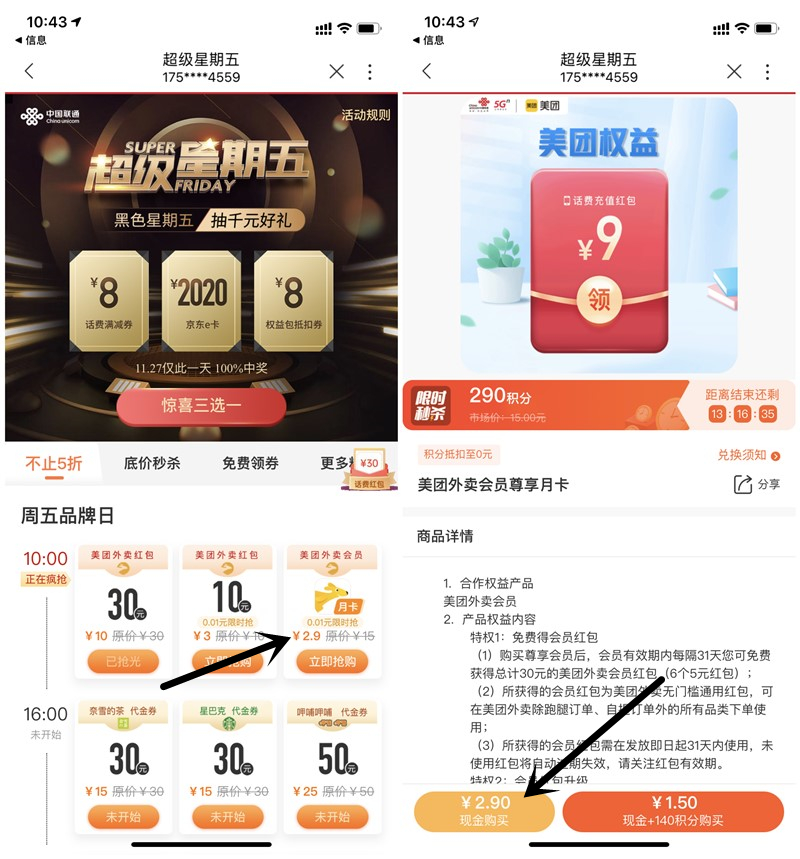 10:43
信息
超级星期五
175****4559
中国联通
China unicom
活动规则
SUPER
超级星期五
FRIDAY
黑色星期五 抽千元好礼
¥8
话费满减券
¥2020
京东e卡
¥8
权益包抵扣券
11.27仅此一天 100%中奖
惊喜三选一
不止5折
底价秒杀
免费领券
更多
¥30
话费红包
周五品牌日
10:00
正在疯抢
美团外卖红包
30元
¥10 原价¥30
已抢光
美团外卖红包
10元
0.01元限时抢
¥3 原价¥10
立即抢购
美团外卖会员
月卡
0.01元限时抢
¥2.9 原价¥15
立即抢购
16:00
未开始
奈雪的茶 代金券
30元
¥15 原价¥30
未开始
星巴克 代金券
30元
¥15 原价¥30
未开始
呷哺呷哺 代金券
50元
¥25 原价¥50
未开始
10:43
信息
超级星期五
175****4559
5G
美团
美团权益
话费充值红包
¥9
领
限时
秒杀
290积分
市场价：15.00元
距离结束还剩
13:16:35
积分抵扣至0元
兑换须知
美团外卖会员尊享月卡
分享
商品详情
1. 合作权益产品
美团外卖会员
2. 产品权益内容
特权1：免费得会员红包
（1）购买尊享会员后，会员有效期内每隔31天您可免费
获得总计30元的美团外卖会员红包（6个5元红包）；
（2）所获得的会员红包为美团外卖无门槛通用红包，可
在美团外卖除跑腿订单、自提订单外的所有品类下单使
用；
（3）所获得的会员红包需在发放即日起31天内使用，未
使用红包将自动过期失效，请关注红包有效期。
特权2：会员红包升级
¥2.90
现金购买
¥1.50
现金+140积分购买